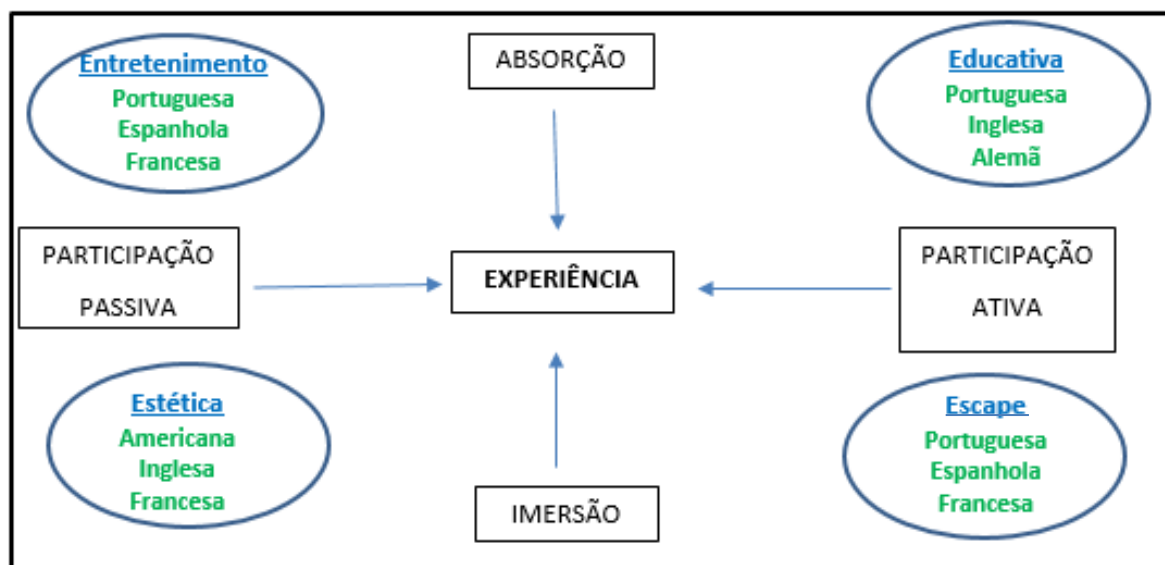 Entretenimento
Portuguesa
Espanhola
Francesa
ABSORÇÃO
Educativa
Portuguesa
Inglesa
Alemã
PARTICIPAÇÃO
PASSIVA
EXPERIÊNCIA
PARTICIPAÇÃO
ATIVA
Estética
Americana
Inglesa
Francesa
IMERSÃO
Escape
Portuguesa
Espanhola
Francesa